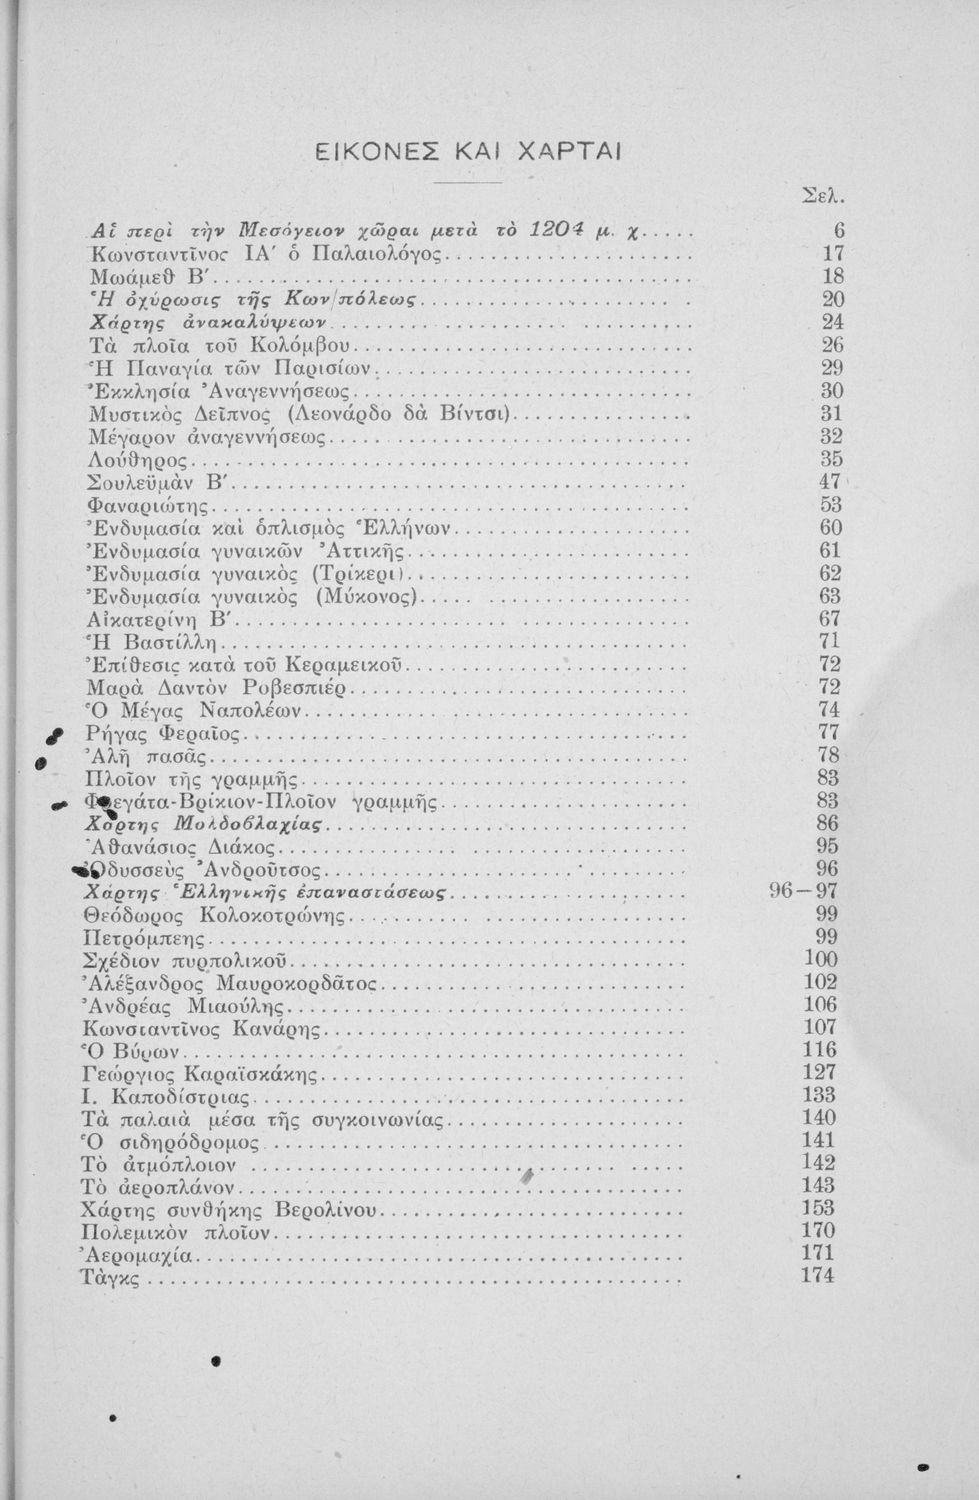 ΕΙΚΟΝΕΣ ΚΑΙ ΧΑΡΤΑΙ
Σελ.
Αἱ περὶ τὴν Μεσόγειον χῶραι μετὰ τὸ 1204 μ. χ..... 6
Κωνσταντῖνος ΙΑ' ὁ Παλαιολόγος 17
Μωάμεθ Β' 18
Ἡ ὀχύρωσις τῆς Κων/πόλεως 20
Χάρτης ἀνακαλύψεων 24
Τὰ πλοῖα τοῦ Κολόμβου 26
Ἡ Παναγία τῶν Παρισίων 29
Ἐκκλησία Ἀναγεννήσεως 30
Μυστικὸς Δεῖπνος (Λεονάρδο δὰ Βίντσι) 31
Μέγαρον ἀναγεννήσεως 32
Λούθηρος 35
Σουλεϋμὰν Β' 47
Φαναριώτης 53
Ἐνδυμασία καὶ ὁπλισμὸς Ἑλλήνων 60
Ἐνδυμασία γυναικῶν Ἀττικῆς 61
Ἐνδυμασία γυναικὸς (Τρίκερι) 62
Ἐνδυμασία γυναικὸς (Μύκονος) 63
Αἰκατερίνη Β' 67
Ἡ Βαστίλλη 71
Ἐπίθεσις κατὰ τοῦ Κεραμεικοῦ 72
Μαρὰ Δαντὸν Ροβεσπιέρ 72
Ὁ Μέγας Ναπολέων 74
Ρήγας Φεραῖος 77
Ἀλῆ πασᾶς 78
Πλοῖον τῆς γραμμῆς 83
Φρεγάτα-Βρίκιον-Πλοῖον γραμμῆς 83
Χάρτης Μολδοβλαχίας 86
Ἀθανάσιος Διάκος 95
Ὀδυσσεὺς Ἀνδροῦτσος 96
Χάρτης Ἑλληνικῆς ἐπαναστάσεως 96—97
Θεόδωρος Κολοκοτρώνης 99
Πετρόμπεης 99
Σχέδιον πυρπολικοῦ 100
Ἀλέξανδρος Μαυροκορδᾶτος 102
Ἀνδρέας Μιαούλης 106
Κωνσταντῖνος Κανάρης 107
Ὁ Βύρων 116
Γεώργιος Καραϊσκάκης 127
Ι. Καποδίστριας 133
Τὰ παλαιὰ μέσα τῆς συγκοινωνίας 140
Ὁ σιδηρόδρομος 141
Τὸ ἀτμόπλοιον 142
Τὸ ἀεροπλάνον 143
Χάρτης συνθήκης Βερολίνου 153
Πολεμικὸν πλοῖον 170
Ἀερομαχία 171
Τὰγκς 174